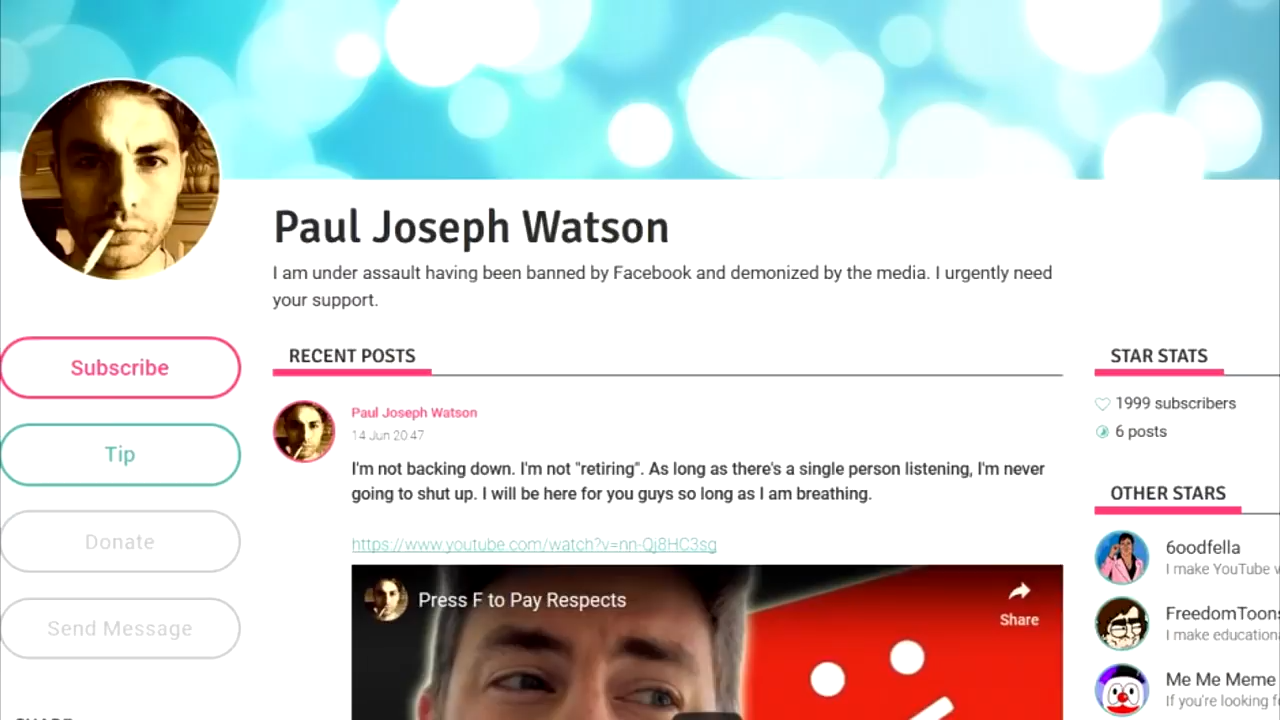 Paul Joseph Watson
I am under assault having been banned by Facebook and demonized by the media. I urgently need
your support.
Subscribe
Tip
Donate
Send Message
RECENT POSTS
Paul Joseph Watson
14 Jun 20:47
I'm not backing down. I'm not "retiring". As long as there's a single person listening, I'm never
going to shut up. I will be here for you guys so long as I am breathing.
https://www.youtube.com/watch?v=nn-Qj8HC3sg
Press F to Pay Respects
Share
STAR STATS
1999 subscribers
6 posts
OTHER STARS
6oodfella
I make YouTube v
FreedomToons
I make educationa
Me Me Meme
If you're looking f